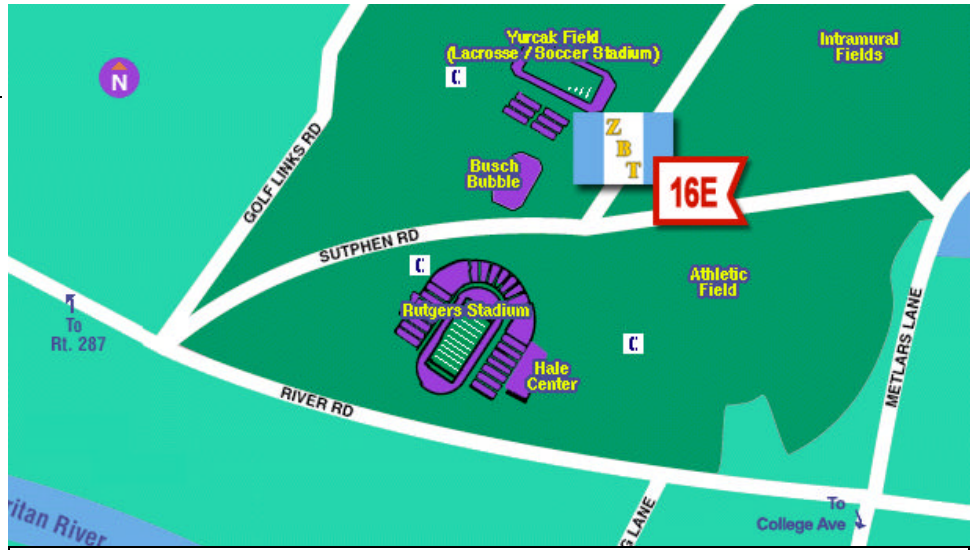 Yurcak Field
(Lacrosse / Soccer Stadium)
Intramural
Fields
N
Z
B
T
16E
Busch
Bubble
GOLF LINKS RD
SUTPHEN RD
Athletic
Field
Rutgers Stadium
To
Rt. 287
Hale
Center
METLARS LANE
RIVER RD
ritan River
G LANE
To
College Ave